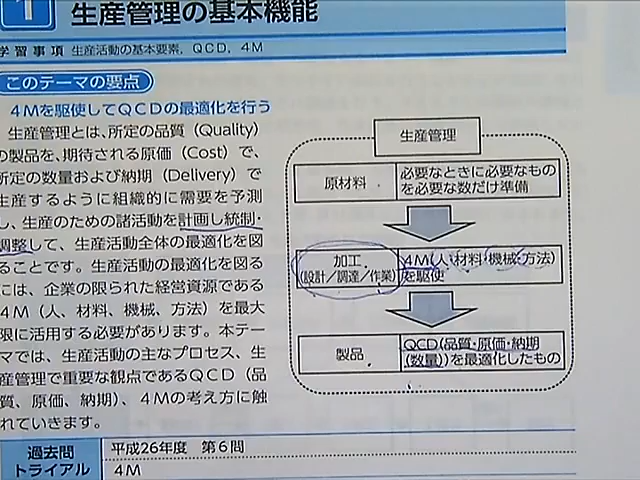 1 生産管理の基本機能
学習事項 生産活動の基本要素, QCD, 4M
このテーマの要点
4Mを駆使してQCDの最適化を行う
生産管理とは、所定の品質(Quality)
の製品を、期待される原価(Cost)で、
所定の数量および納期(Delivery)で
生産するように組織的に需要を予測
し、生産のための諸活動を計画し統制・
調整して、生産活動全体の最適化を図
ることです。生産活動の最適化を図る
には、企業の限られた経営資源である
4M(人、材料、機械、方法)を最大
限に活用する必要があります。本テー
マでは、生産活動の主なプロセス、生
産管理で重要な観点であるQCD(品
質、原価、納期)、4Mの考え方に触
れていきます。
生産管理
原材料
必要なときに必要なもの
を必要な数だけ準備
加工
(設計/調達/作業)
4M(人・材料・機械・方法)
を駆使
製品
QCD(品質・原価・納期
(数量))を最適化したもの
過去問
トライアル
平成26年度 第6問
4M